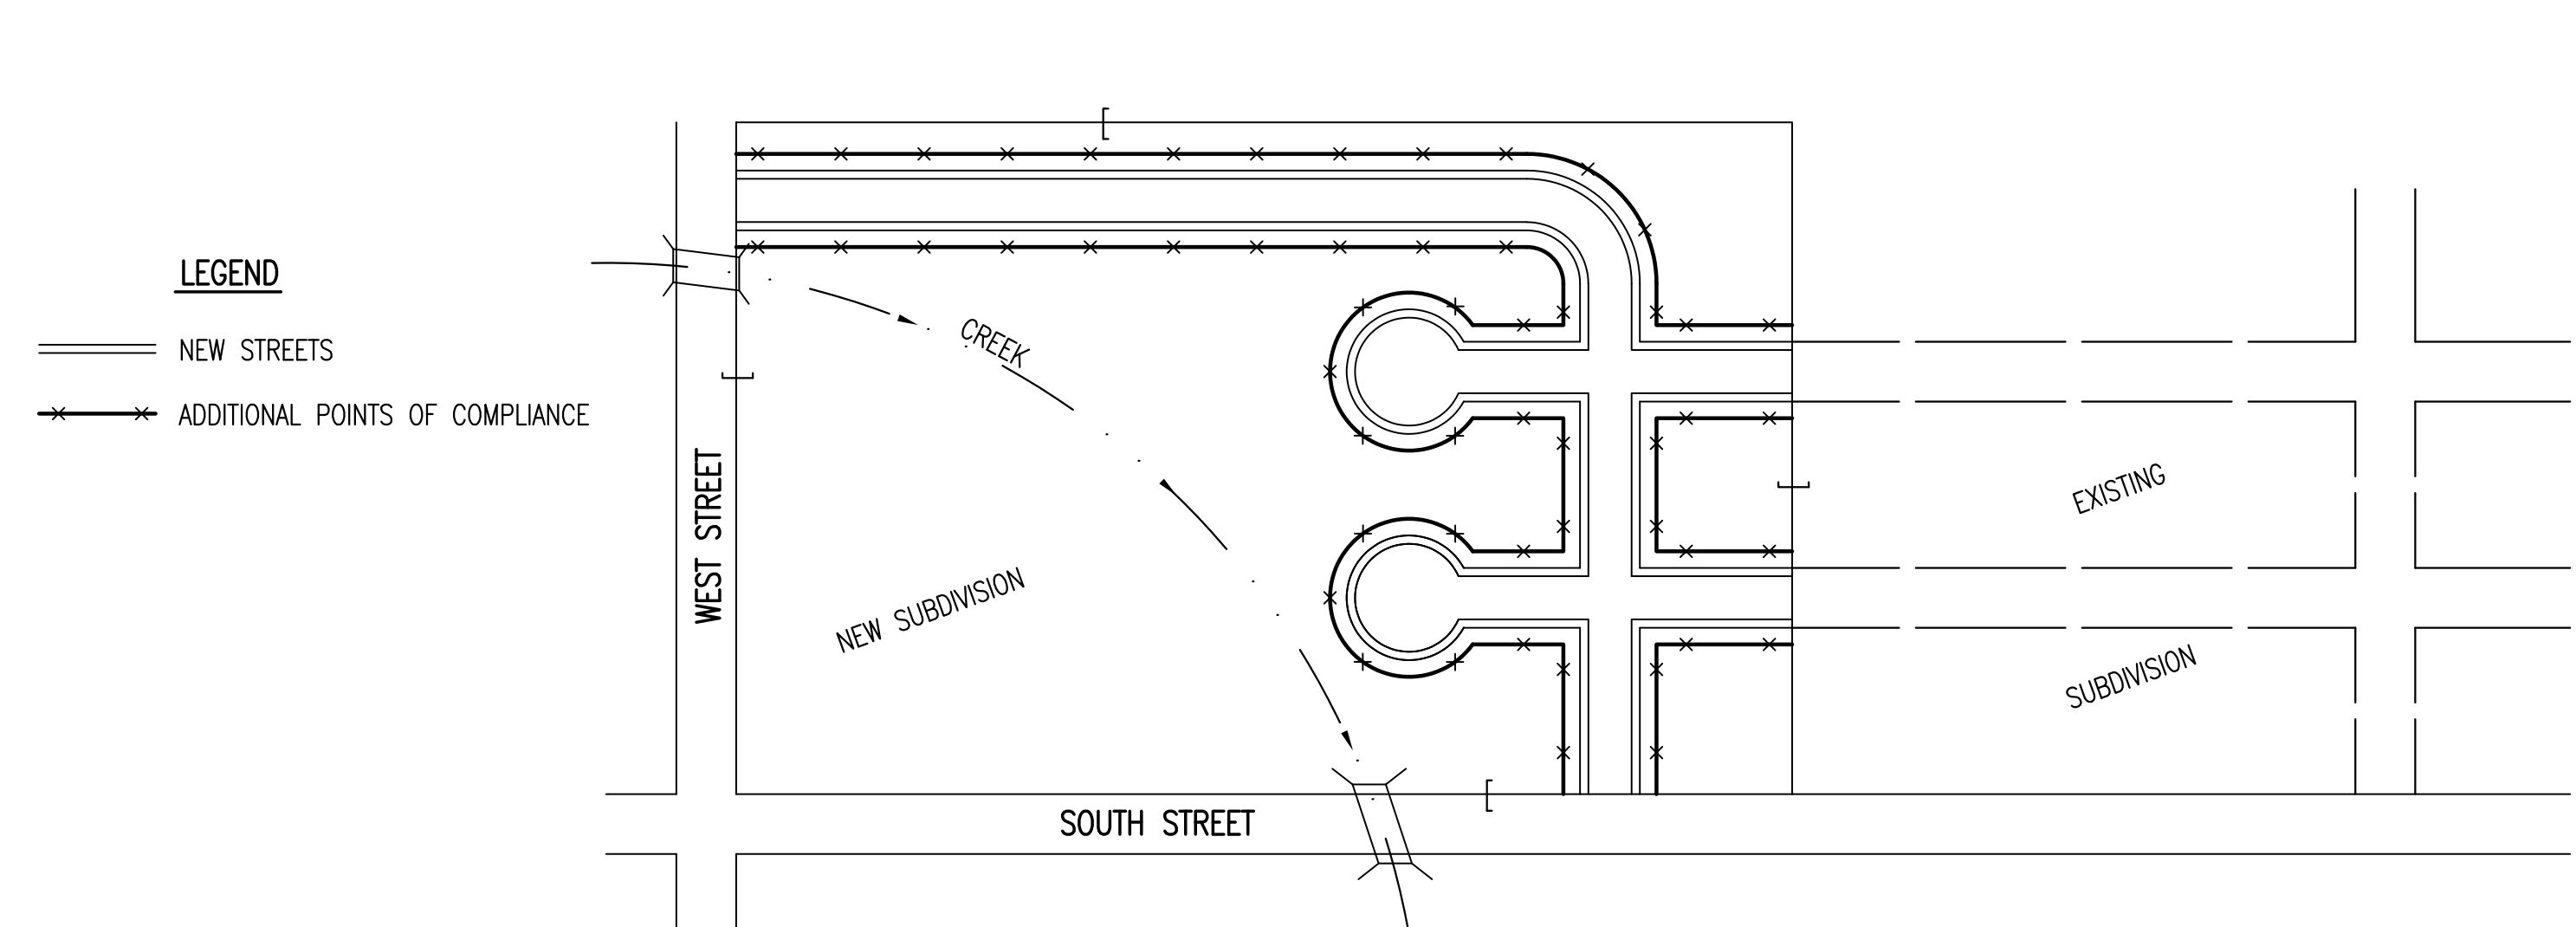 LEGEND
NEW STREETS
ADDITIONAL POINTS OF COMPLIANCE
WEST STREET
CREEK
NEW SUBDIVISION
SOUTH STREET
EXISTING
SUBDIVISION